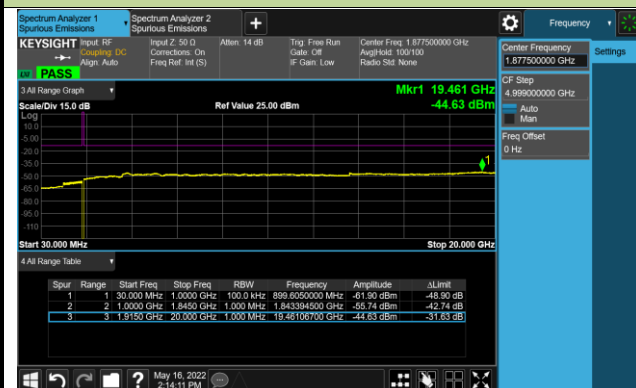 Spectrum Analyzer 1
Spurious Emissions
Spectrum Analyzer 2
Spurious Emissions
+
Frequency
KEYSIGHT
Input: RF
Coupling: DC
Align: Auto
Input Z: 50 Ω
Corrections: On
Freq Ref: Int (S)
Atten: 14 dB
Trig: Free Run
Gate: Off
IF Gain: Low
Center Freq: 1.877500000 GHz
Avg|Hold: 100/100
Radio Std: None
PASS
Center Frequency
1.877500000 GHz
Settings
CF Step
4.999000000 GHz
Auto
Man
Freq Offset
0 Hz
3 All Range Graph
Mkr1 19.461 GHz
Scale/Div 15.0 dB
Ref Value 25.00 dBm
-44.63 dBm
Log
10.0
-5.00
-20.0
-35.0
-50.0
-65.0
-80.0
-95.0
-110
1
Start 30.000 MHz
Stop 20.000 GHz
4 All Range Table
Spur Range Start Freq Stop Freq RBW Frequency Amplitude ΔLimit
1 1 30.000 MHz 1.0000 GHz 100.0 kHz 899.6050000 MHz -61.90 dBm -48.90 dB
2 2 1.0000 GHz 1.8450 GHz 1.000 MHz 1.843394500 GHz -55.74 dBm -42.74 dB
3 3 1.9150 GHz 20.000 GHz 1.000 MHz 19.46106700 GHz -44.63 dBm -31.63 dB
?
May 16, 2022
2:14:11 PM